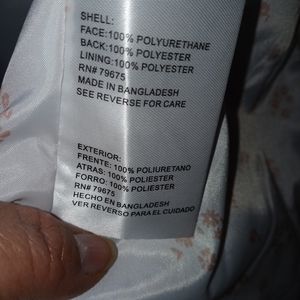 SHELL:
FACE:100% POLYURETHANE
BACK:100% POLYESTER
LINING:100% POLYESTER
RN# 79675
MADE IN BANGLADESH
SEE REVERSE FOR CARE
EXTERIOR:
FRENTE: 100% POLIURETANO
ATRAS: 100% POLIESTER
FORRO: 100% POLIESTER
RN# 79675
HECHO EN BANGLADESH
VER REVERSO PARA EL CUIDADO